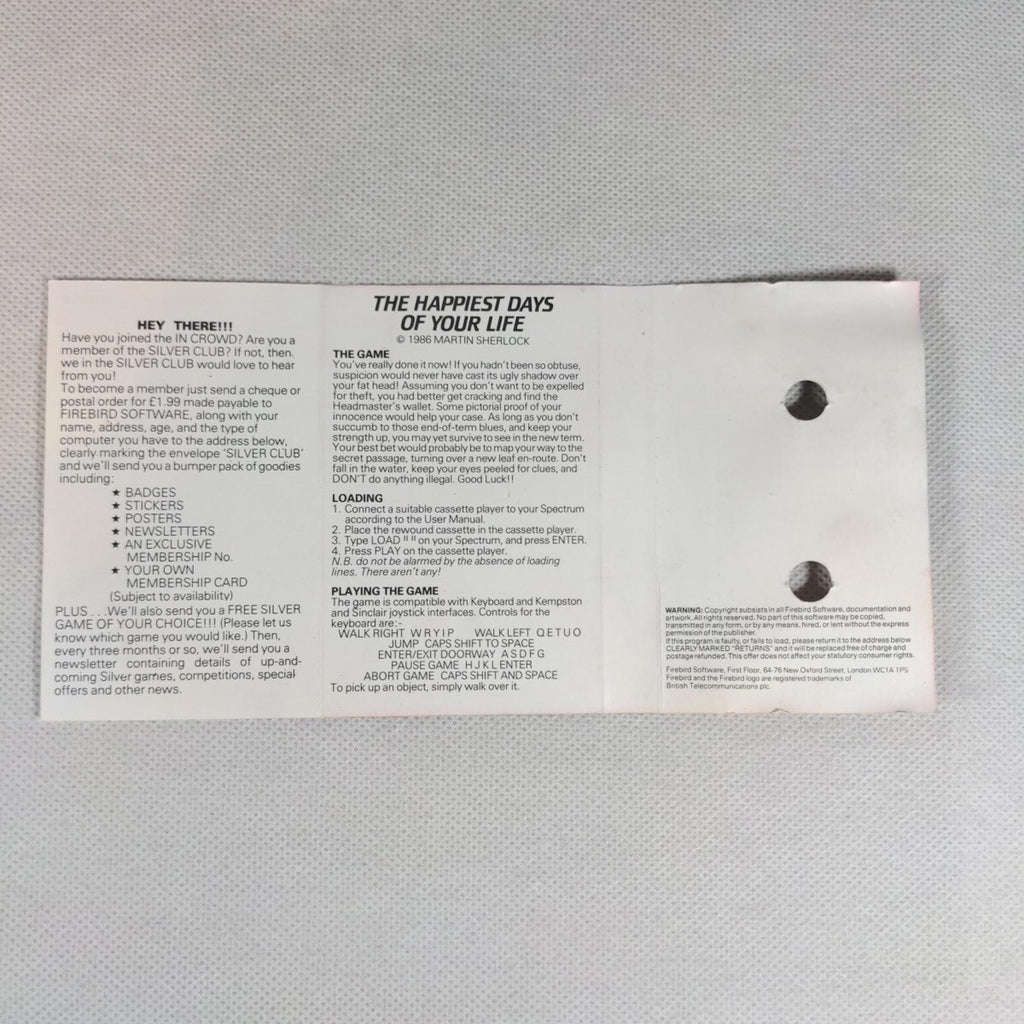 HEY THERE!!!
Have you joined the IN CROWD? Are you a
member of the SILVER CLUB? If not, then
we in the SILVER CLUB would love to hear
from you!
To become a member just send a cheque or
postal order for £1.99 made payable to
FIREBIRD SOFTWARE, along with your
name, address, age, and the type of
computer you have to the address below,
clearly marking the envelope 'SILVER CLUB'
and we'll send you a bumper pack of goodies
including:
★ BADGES
★ STICKERS
★ POSTERS
★ NEWSLETTERS
★ AN EXCLUSIVE
MEMBERSHIP No.
★ YOUR OWN
MEMBERSHIP CARD
(Subject to availability)
PLUS . . .We'll also send you a FREE SILVER
GAME OF YOUR CHOICE!!! (Please let us
know which game you would like.) Then,
every three months or so, we'll send you a
newsletter containing details of up-and-
coming Silver games, competitions, special
offers and other news.
THE HAPPIEST DAYS
OF YOUR LIFE
© 1986 MARTIN SHERLOCK
THE GAME
You've really done it now! If you hadn't been so obtuse,
suspicion would never have cast its ugly shadow over
your fat head! Assuming you don't want to be expelled
for theft, you had better get cracking and find the
Headmaster's wallet. Some pictorial proof of your
innocence would help your case. As long as you don't
succumb to those end-of-term blues, and keep your
strength up, you may yet survive to see in the new term.
Your best bet would probably be to map your way to the
secret passage, turning over a new leaf en-route. Don't
fall in the water, keep your eyes peeled for clues, and
DON'T do anything illegal. Good Luck!!
LOADING
1. Connect a suitable cassette player to your Spectrum
according to the User Manual.
2. Place the rewound cassette in the cassette player.
3. Type LOAD " " on your Spectrum, and press ENTER.
4. Press PLAY on the cassette player.
N.B. do not be alarmed by the absence of loading
lines. There aren't any!
PLAYING THE GAME
The game is compatible with Keyboard and Kempston
and Sinclair joystick interfaces. Controls for the
keyboard are:-
WALK RIGHT W R Y I P WALK LEFT Q E T U O
JUMP CAPS SHIFT TO SPACE
ENTER/EXIT DOORWAY A S D F G
PAUSE GAME H J K L ENTER
ABORT GAME CAPS SHIFT AND SPACE
To pick up an object, simply walk over it.
WARNING: Copyright subsists in all Firebird Software, documentation and
artwork. All rights reserved. No part of this software may be copied,
transmitted in any form, or by any means, hired, or lent without the express
permission of the publisher.
If this program is faulty, or fails to load, please return it to the address below
CLEARLY MARKED "RETURNS" and it will be replaced free of charge and
postage refunded. This offer does not affect your statutory consumer rights.
Firebird Software, First Floor, 64-76 New Oxford Street, London WC1A 1PS
Firebird and the Firebird logo are registered trademarks of
British Telecommunications plc.